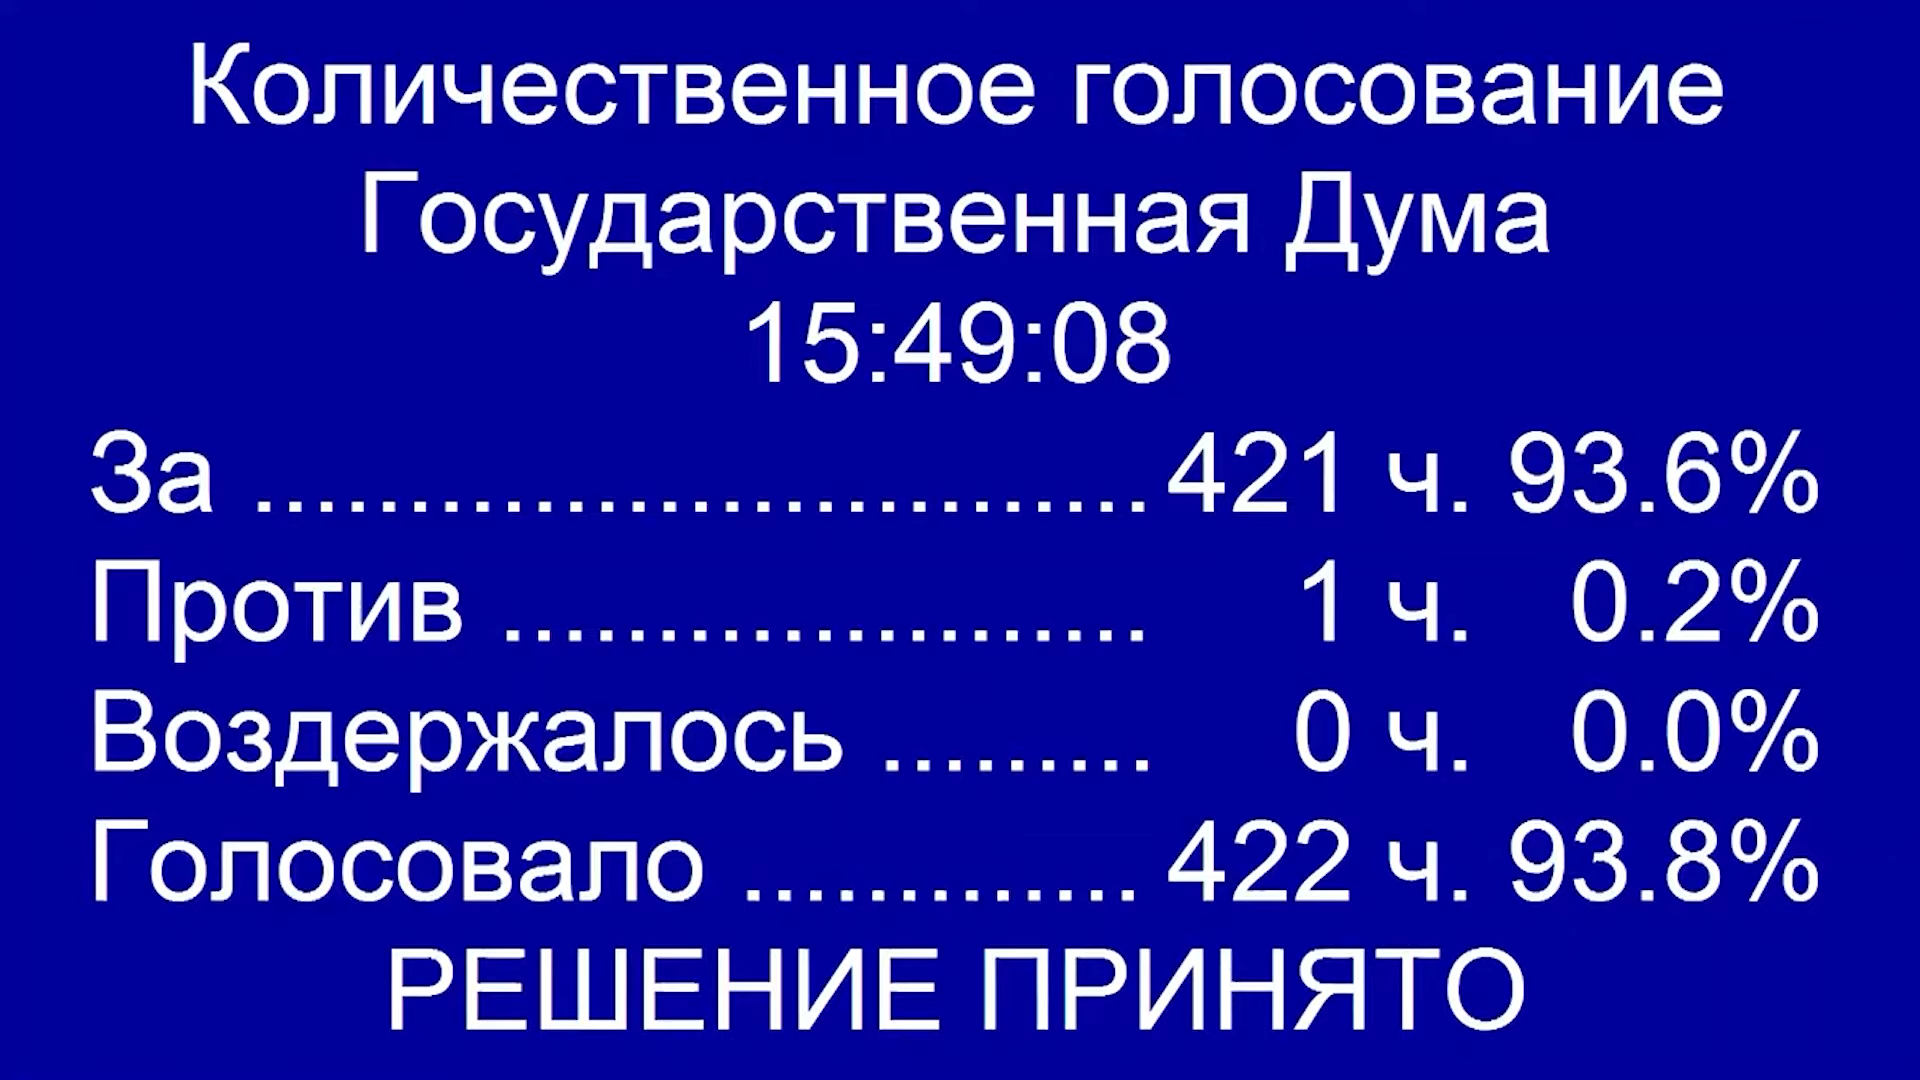 Количественное голосование
Государственная Дума
15:49:08
За ............................. 421 ч. 93.6%
Против ..................... 1 ч. 0.2%
Воздержалось ......... 0 ч. 0.0%
Голосовало ............. 422 ч. 93.8%
РЕШЕНИЕ ПРИНЯТО